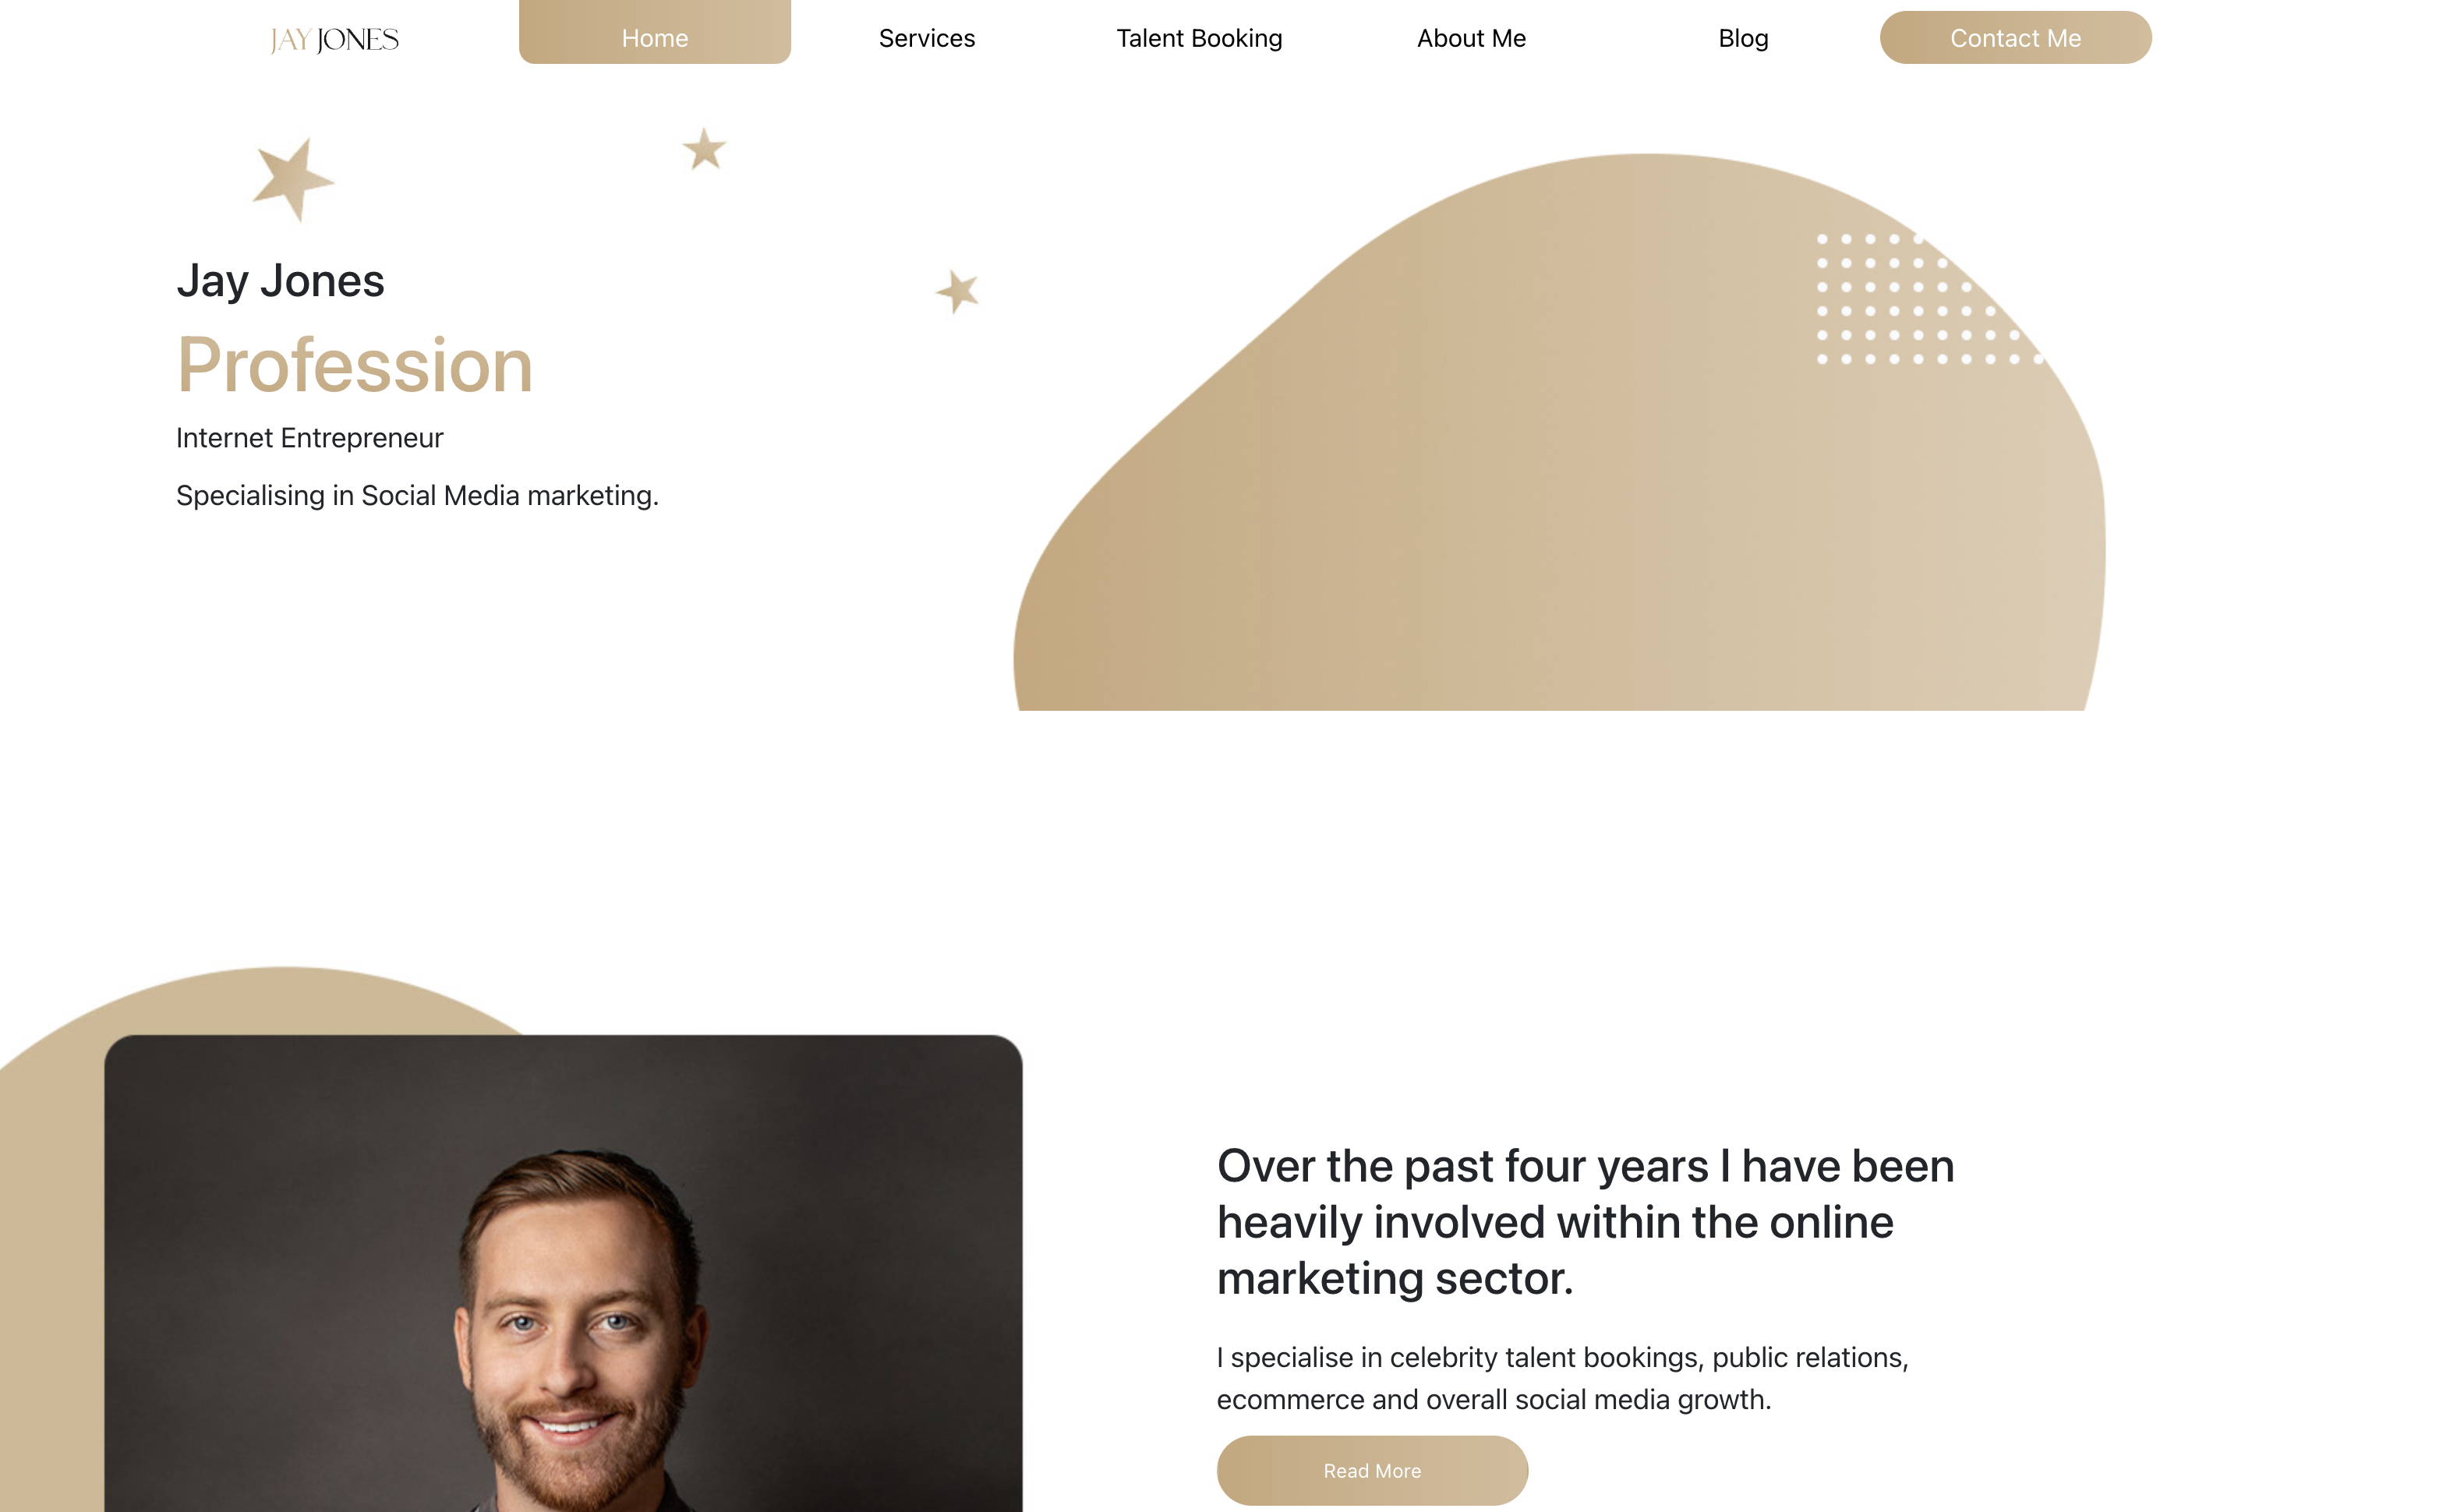 JAY JONES
Home
Services
Talent Booking
About Me
Blog
Contact Me
Jay Jones
Profession
Internet Entrepreneur
Specialising in Social Media marketing.
Over the past four years I have been
heavily involved within the online
marketing sector.
I specialise in celebrity talent bookings, public relations,
ecommerce and overall social media growth.
Read More